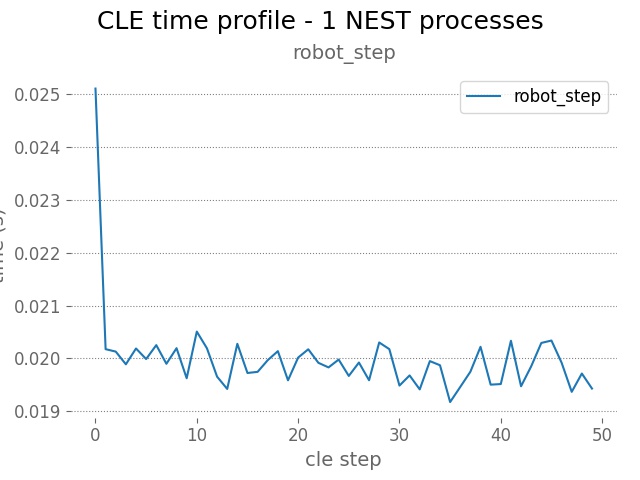 CLE time profile - 1 NEST processes
robot_step
robot_step
0.025
0.024
0.023
0.022
0.021
0.020
0.019
time (s)
0
10
20
30
40
50
cle step